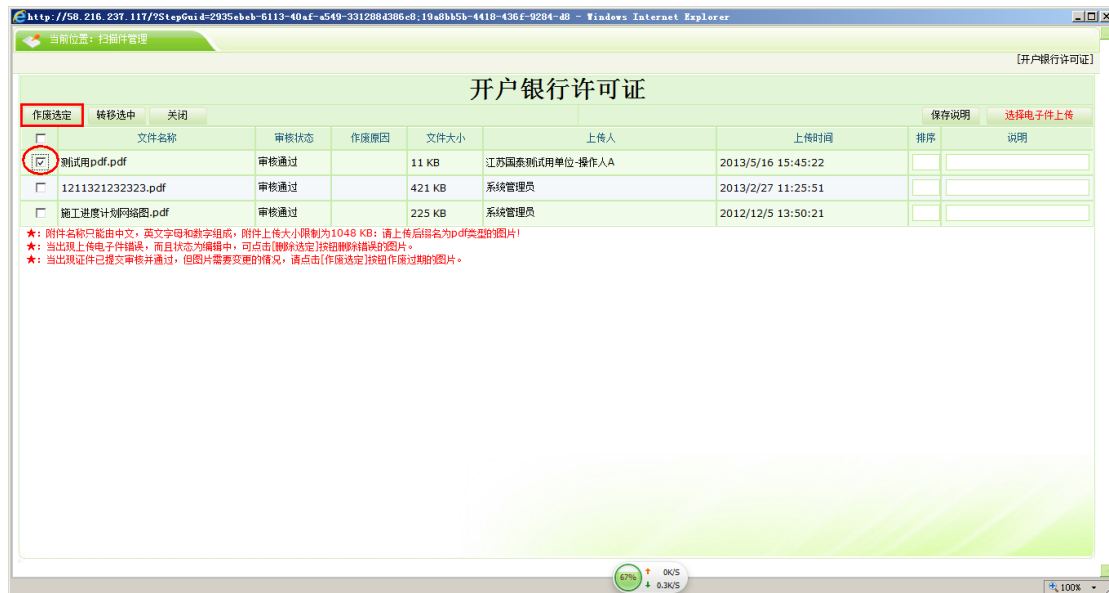 http://58.216.237.117/?StepGuid=2935ebeb-6113-40af-a549-331288d386c8;19a8bb5b-4418-436f-9284-d8 - Windows Internet Explorer
当前位置：扫描件管理
[开户银行许可证]
开户银行许可证
作废选定 转移选中 关闭 保存说明 选择电子件上传
文件名称 审核状态 作废原因 文件大小 上传人 上传时间 排序 说明
测试用pdf.pdf 审核通过 11 KB 江苏国泰测试用单位-操作人A 2013/5/16 15:45:22
1211321232323.pdf 审核通过 421 KB 系统管理员 2013/2/27 11:25:51
施工进度计划网络图.pdf 审核通过 225 KB 系统管理员 2012/12/5 13:50:21
★：附件名称只能由中文，英文字母和数字组成，附件上传大小限制为1048 KB；请上传后缀名为pdf类型的图片！
★：当出现上传电子件错误，而且状态为编辑中，可点击[删除选定]按钮删除错误的图片。
★：当出现证件已提交审核并通过，但图片需要变更的情况，请点击[作废选定]按钮作废过期的图片。
67% 0K/S
0.3K/S
100%